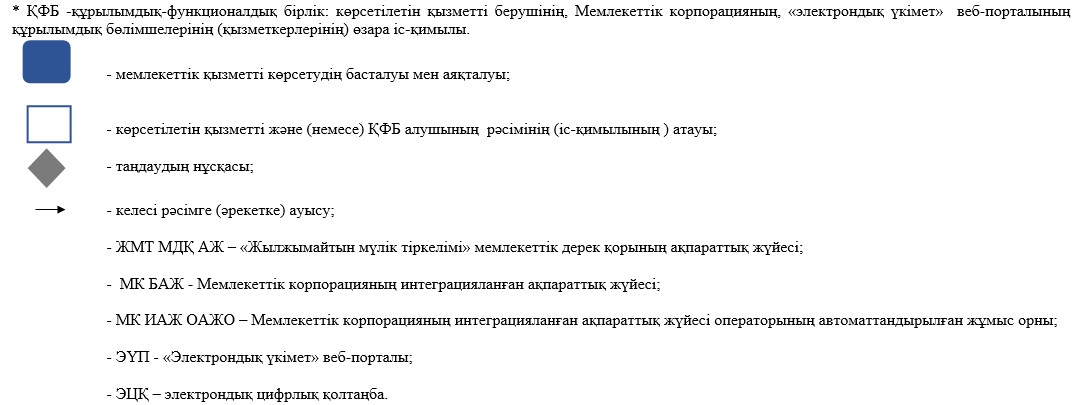 * ҚФБ -құрылымдық-функционалдық бірлік: көрсетілетін қызметті берушінің, Мемлекеттік корпорацияның, «электрондық үкімет» веб-порталының
құрылымдық бөлімшелерінің (қызметкерлерінің) өзара іс-қимылы.
- мемлекеттік қызметті көрсетудің басталуы мен аяқталуы;
- көрсетілетін қызметті және (немесе) ҚФБ алушының рәсімінің (іс-қимылының ) атауы;
- таңдаудың нұсқасы;
- келесі рәсімге (әрекетке) ауысу;
- ЖМТ МДҚ АЖ – «Жылжымайтын мүлік тіркелімі» мемлекеттік дерек қорының ақпараттық жүйесі;
- МК БАЖ - Мемлекеттік корпорацияның интеграцияланған ақпараттық жүйесі;
- МК ИАЖ ОАЖО – Мемлекеттік корпорацияның интеграцияланған ақпараттық жүйесі операторының автоматтандырылған жұмыс орны;
- ЭҮП - «Электрондық үкімет» веб-порталы;
- ЭЦҚ – электрондық цифрлық қолтаңба.